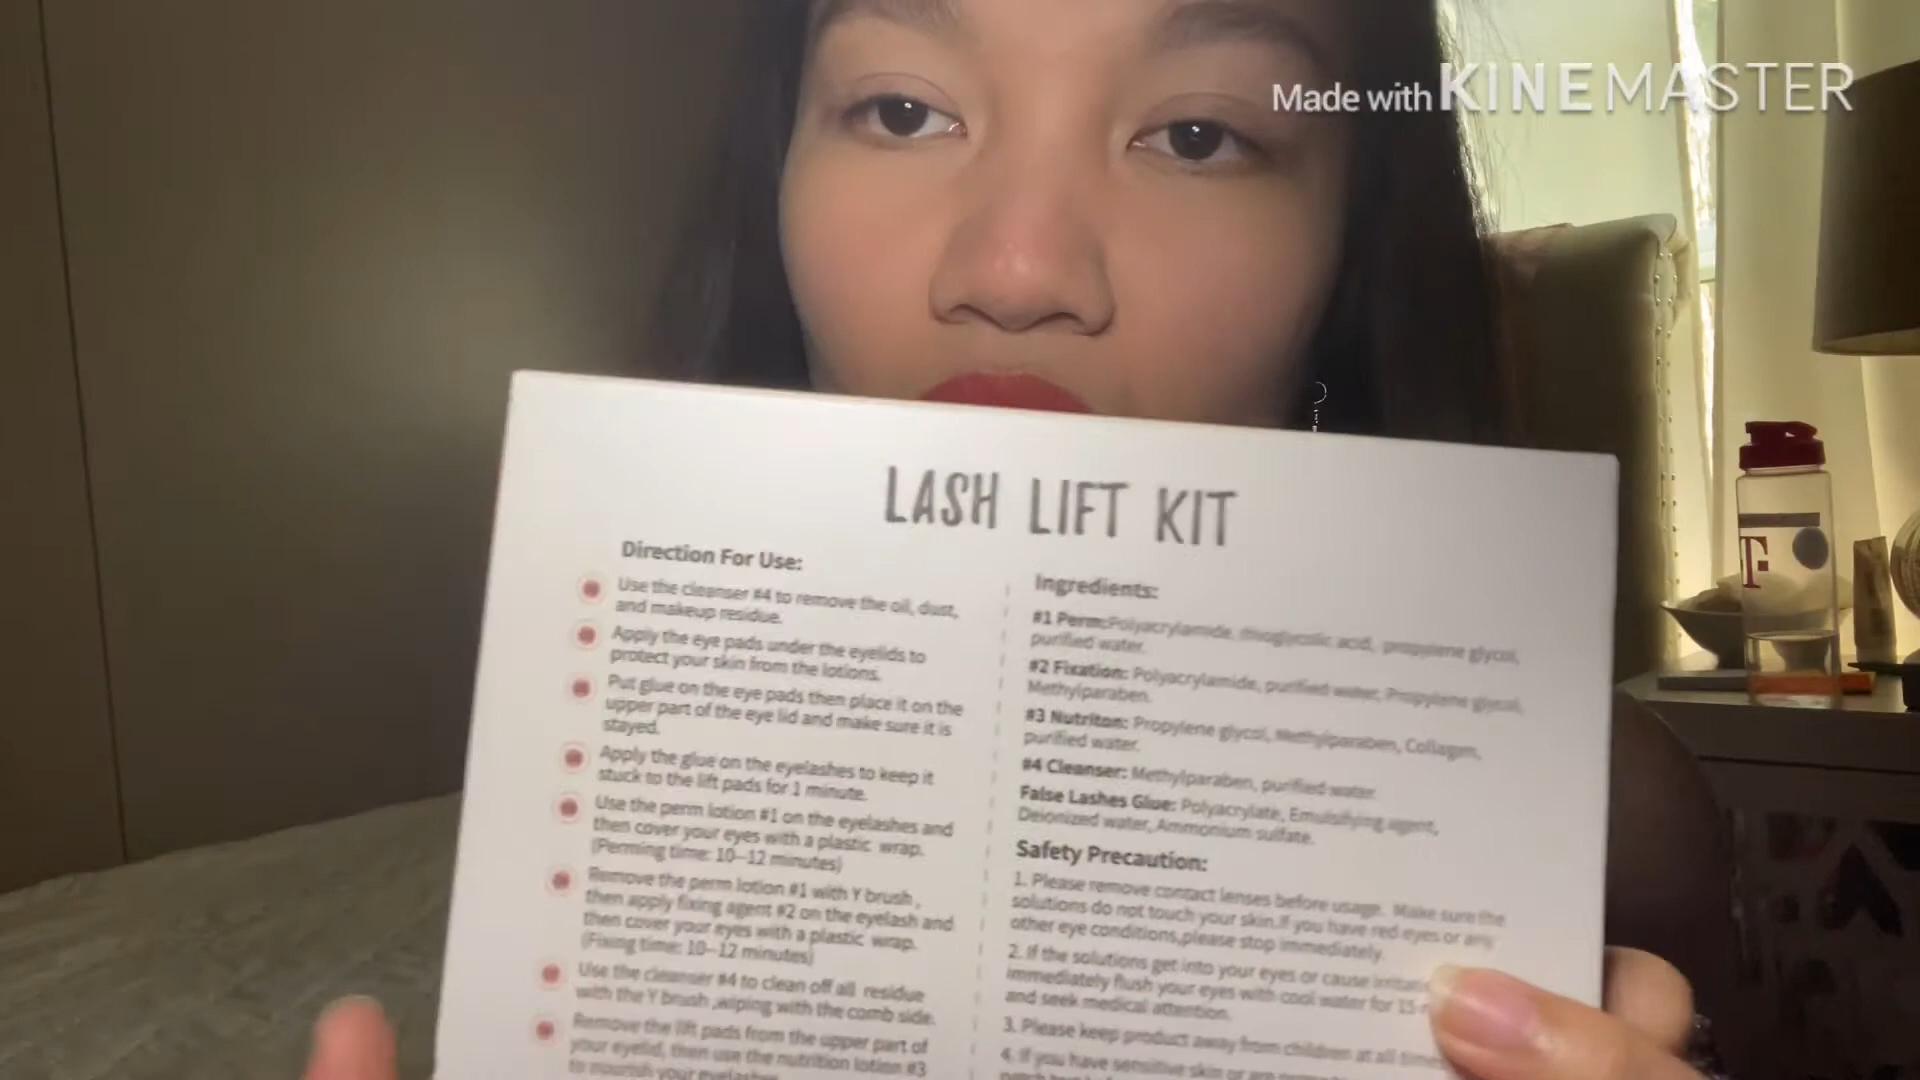 Made with KINEMASTER
LASH LIFT KIT
Direction For Use:
Use the cleanser #4 to remove the oil, dust,
and makeup residue.
Apply the eye pads under the eyelids to
protect your skin from the lotions.
Put glue on the eye pads then place it on the
upper part of the eye lid and make sure it is
stayed.
Apply the glue on the eyelashes to keep it
stuck to the lift pads for 1 minute.
Use the perm lotion #1 on the eyelashes and
then cover your eyes with a plastic wrap.
(Perming time: 10--12 minutes)
Remove the perm lotion #1 with Y brush ,
then apply fixing agent #2 on the eyelash and
then cover your eyes with a plastic wrap.
(Fixing time: 10--12 minutes)
Use the cleanser #4 to clean off all residue
with the Y brush ,wiping with the comb side.
Remove the lift pads from the upper part of
your eyelid, then use the nutrition lotion #3
to nourish your eyelashes
Ingredients:
#1 Perm:Polyacrylamide, thioglycolic acid, propylene glycol,
purified water.
#2 Fixation: Polyacrylamide, purified water, Propylene glycol,
Methylparaben.
#3 Nutriton: Propylene glycol, Methylparaben, Collagen,
purified water.
#4 Cleanser: Methylparaben, purified water.
False Lashes Glue: Polyacrylate, Emulsifying agent,
Deionized water, Ammonium sulfate.
Safety Precaution:
1. Please remove contact lenses before usage. Make sure the
solutions do not touch your skin.If you have red eyes or any
other eye conditions,please stop immediately.
2. If the solutions get into your eyes or cause
immediately flush your eyes with cool water for 15
and seek medical attention.
3. Please keep product away from children at all
4. If you have sensitive skin or are
T